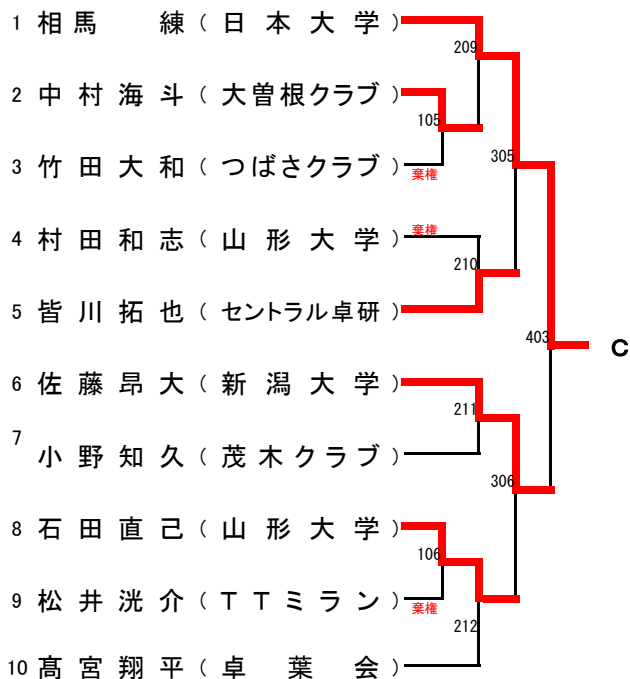 1 相馬 練 ( 日本大学 )
209
2 中村海斗 ( 大曽根クラブ )
105
305
3 竹田大和 ( つばさクラブ )
棄権
4 村田和志 ( 山形大学 )
棄権
210
5 皆川拓也 ( セントラル卓研 )
403
C
6 佐藤昂大 ( 新潟大学 )
211
7 小野知久 ( 茂木クラブ )
306
8 石田直己 ( 山形大学 )
106
9 松井洸介 ( TTミラン )
棄権
212
10 髙宮翔平 ( 卓葉会 )